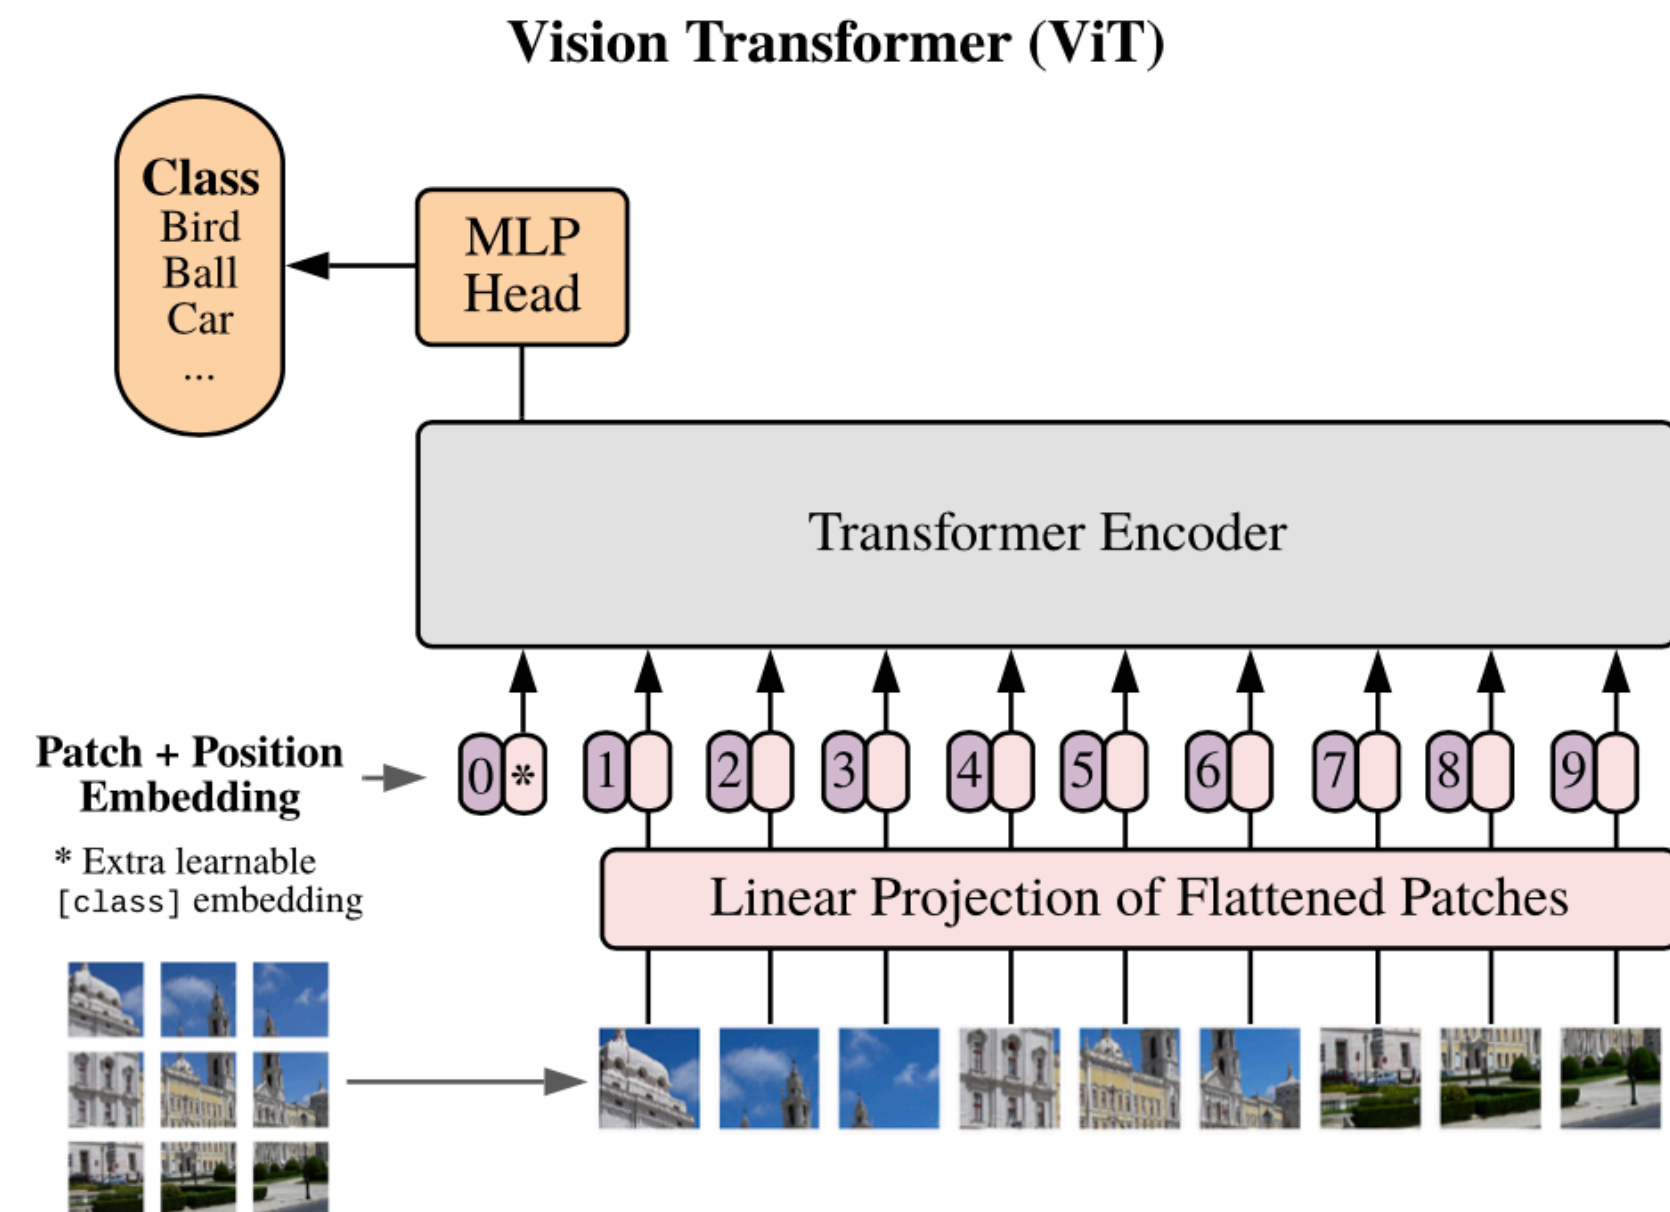 Vision Transformer (ViT)
Class
Bird
Ball
Car
...
MLP
Head
Transformer Encoder
Patch + Position
Embedding
0 * 1 2 3 4 5 6 7 8 9
* Extra learnable
[class] embedding
Linear Projection of Flattened Patches